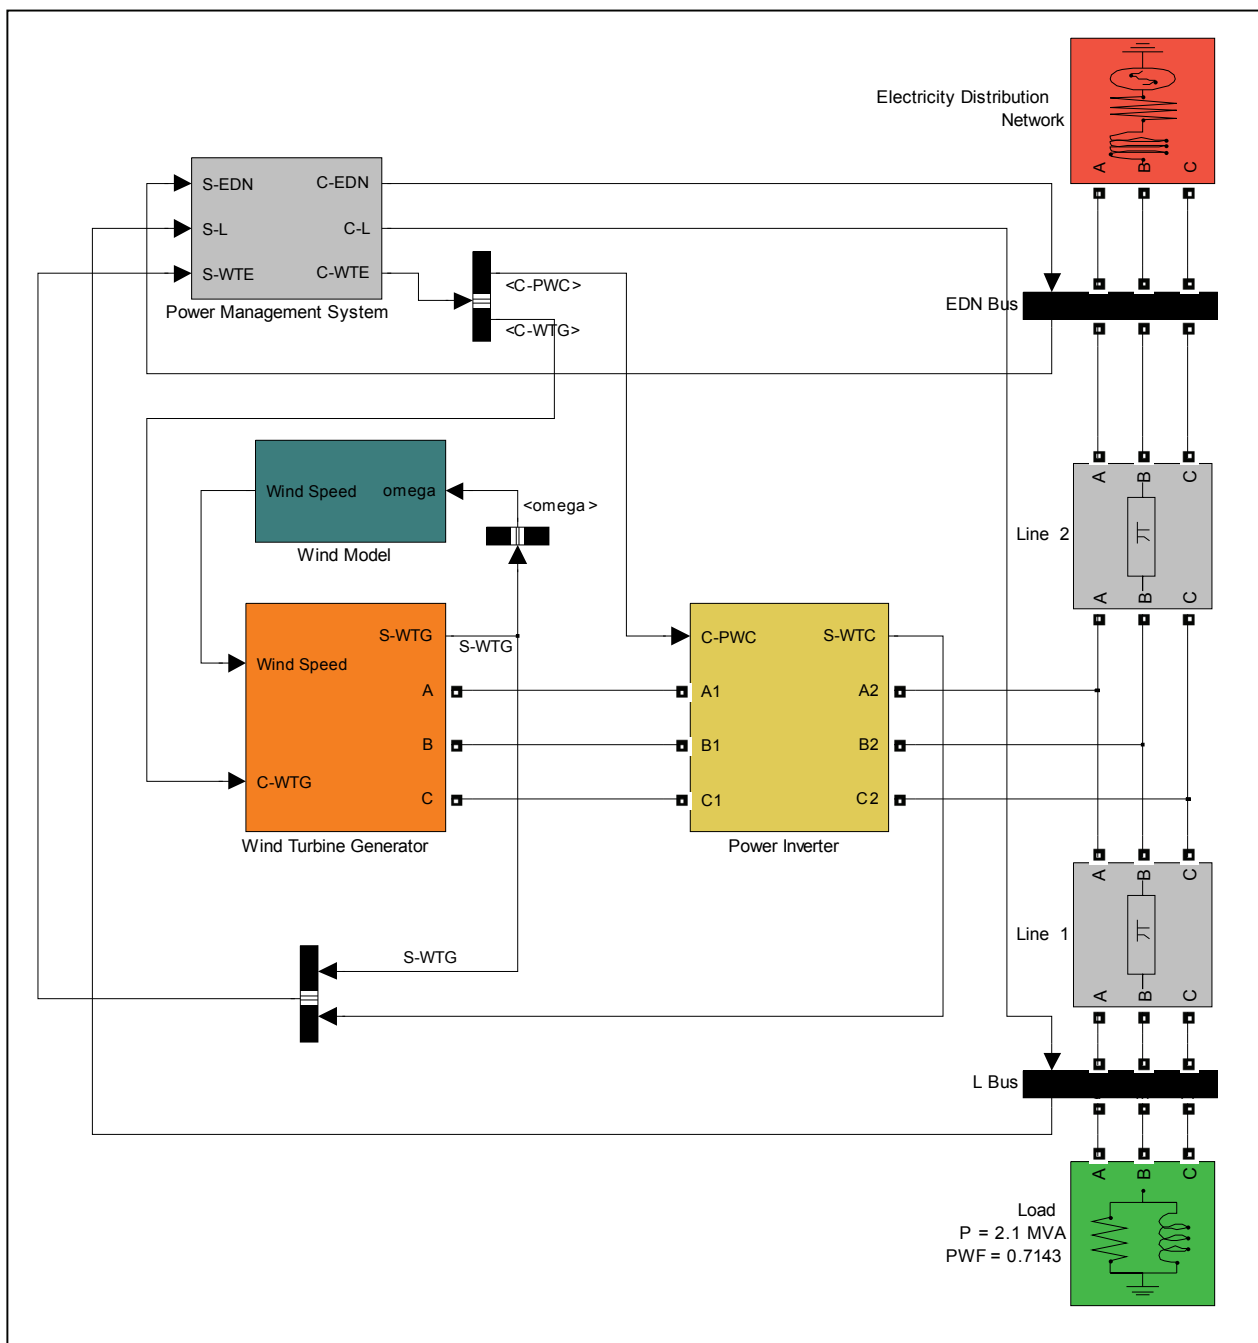 Electricity Distribution
Network
A B C
S-EDN C-EDN
S-L C-L
S-WTE C-WTE
Power Management System
<C-PWC>
<C-WTG>
EDN Bus
A B C
Line 2
A B C
Wind Speed omega
Wind Model
<omega>
S-WTG
Wind Speed
A
B
C
C-WTG
Wind Turbine Generator
S-WTG
C-PWC S-WTC
A1 A2
B1 B2
C1 C2
Power Inverter
A B C
Line 1
A B C
S-WTG
L Bus
A B C
Load
P = 2.1 MVA
PWF = 0.7143